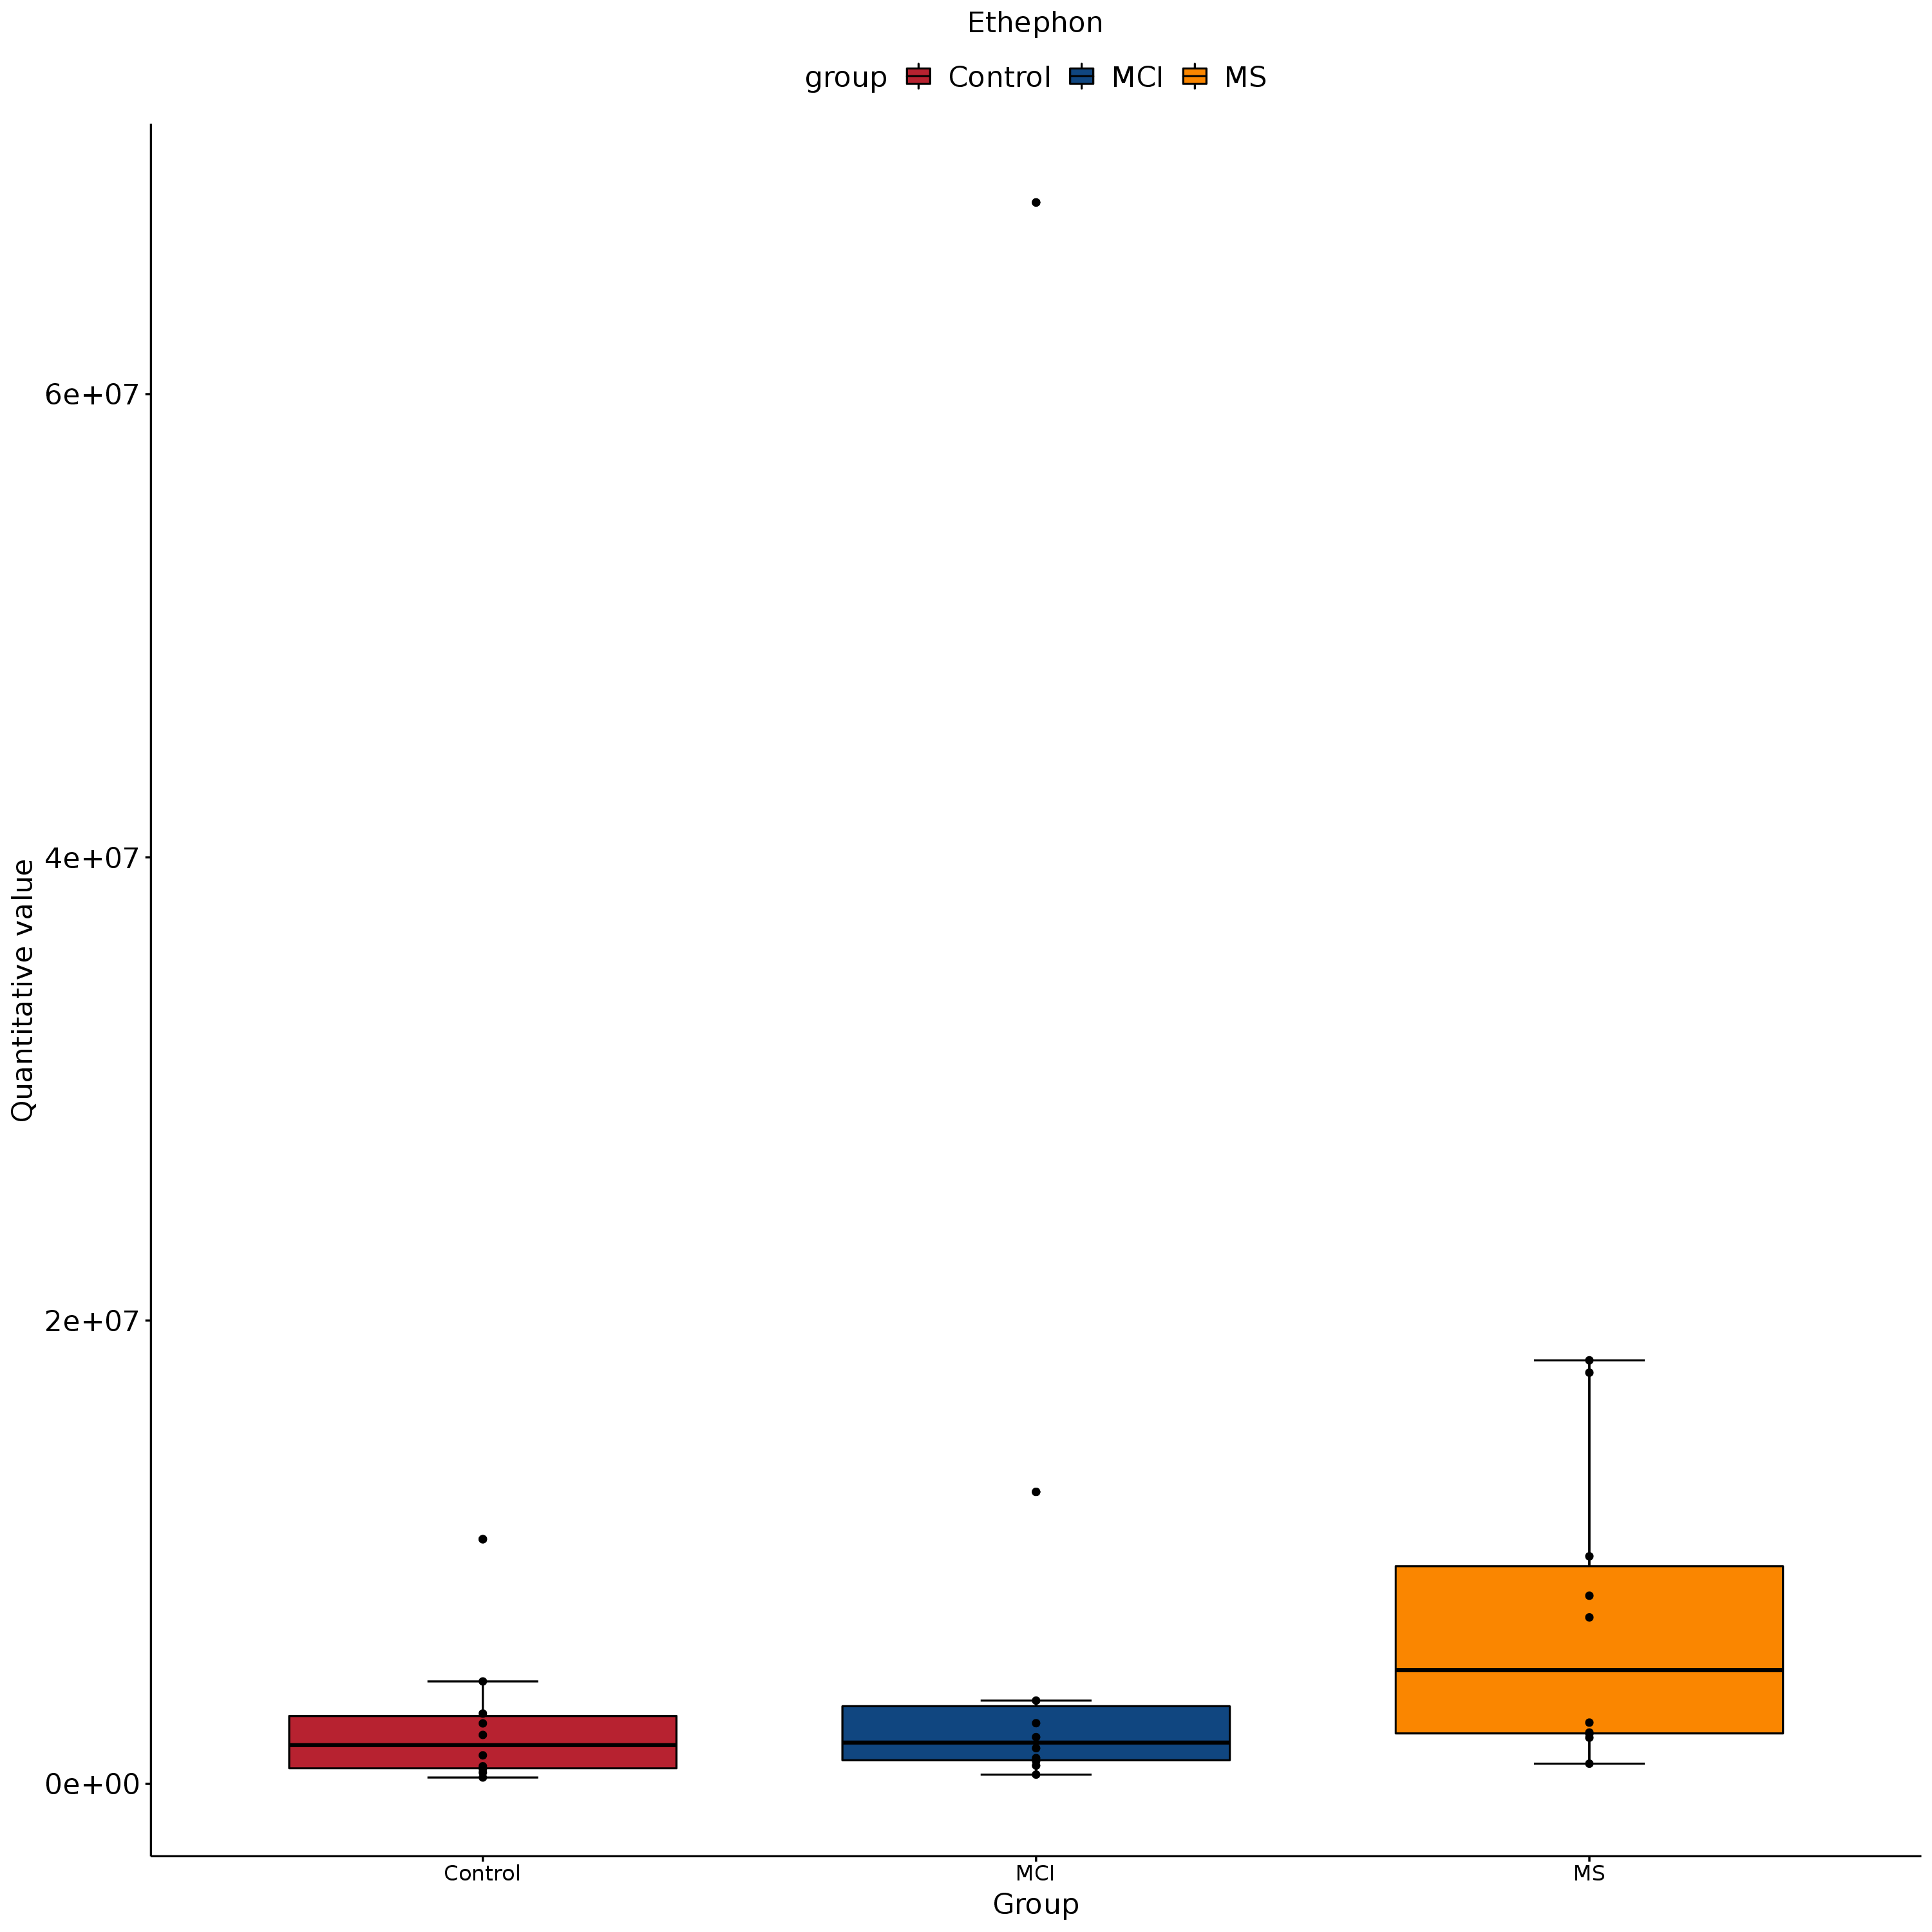 Ethephon
group Control MCI MS
Quantitative value
6e+07
4e+07
2e+07
0e+00
Control MCI MS
Group